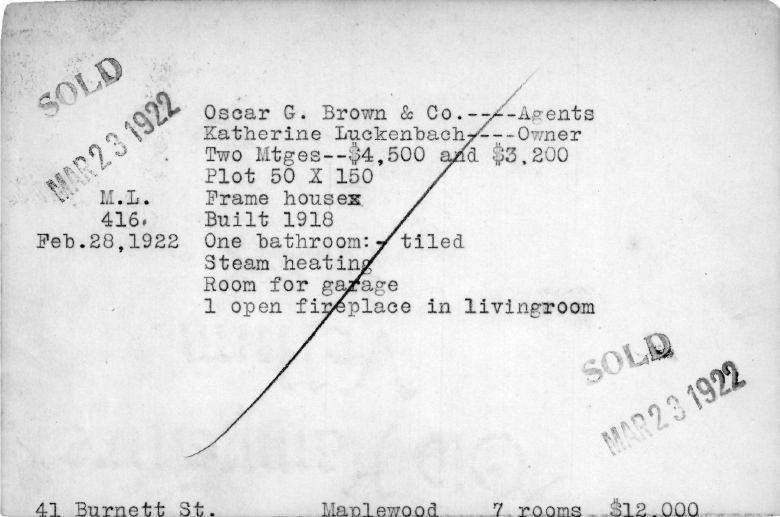 SOLD
MAR 23 1922
Oscar G. Brown & Co.----Agents
Katherine Luckenbach----Owner
Two Mtges--$4,500 and $3,200
Plot 50 X 150
M.L. Frame housex
416. Built 1918
Feb.28,1922 One bathroom:- tiled
Steam heating
Room for garage
1 open fireplace in livingroom
SOLD
MAR 23 1922
41 Burnett St. Maplewood 7 rooms $12,000